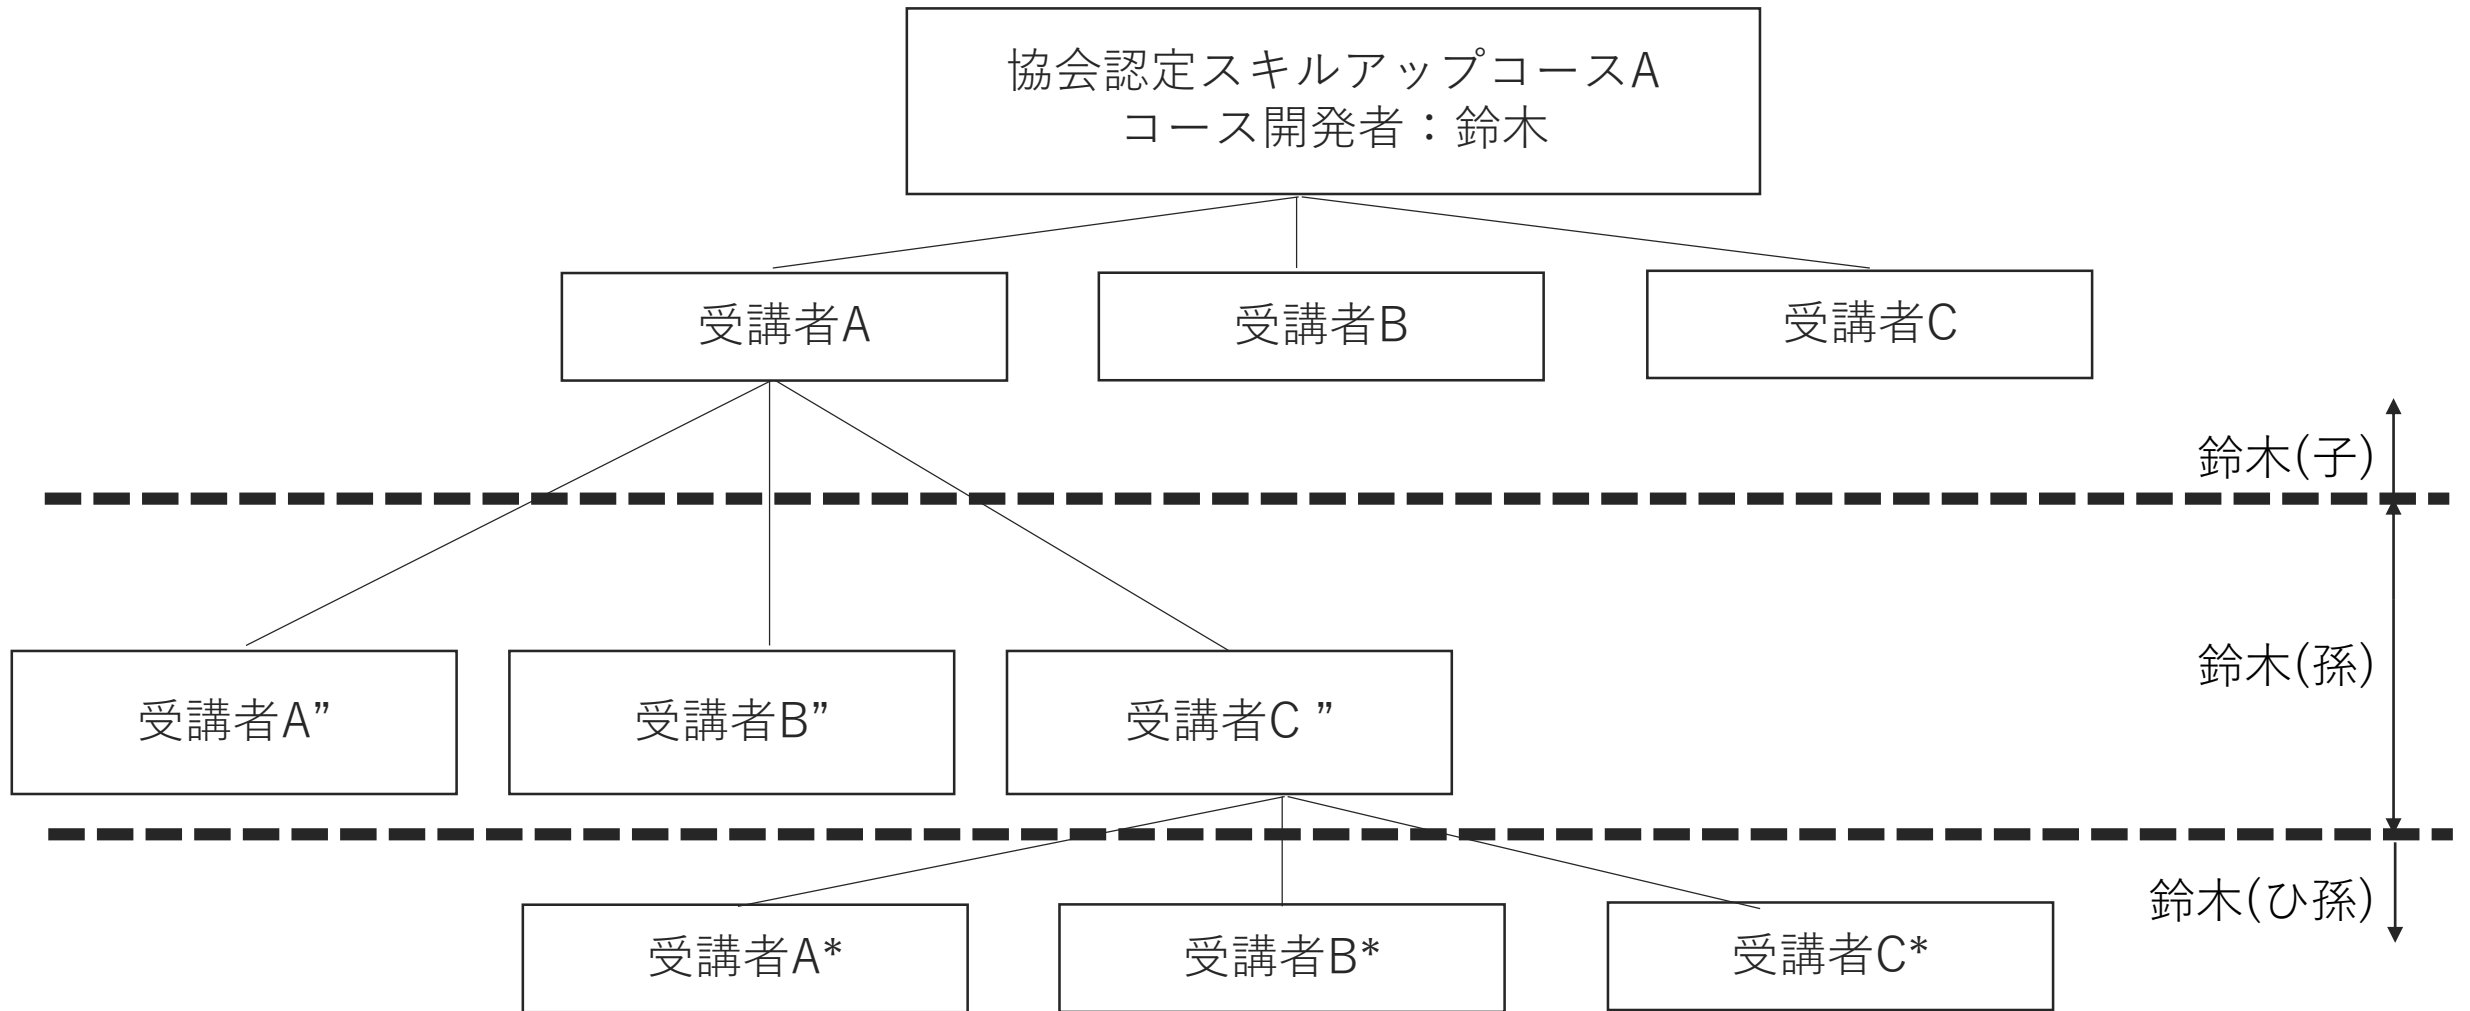 協会認定スキルアップコースA
コース開発者：鈴木
受講者A
受講者B
受講者C
鈴木(子)
鈴木(孫)
受講者A”
受講者B”
受講者C ”
鈴木(ひ孫)
受講者A*
受講者B*
受講者C*